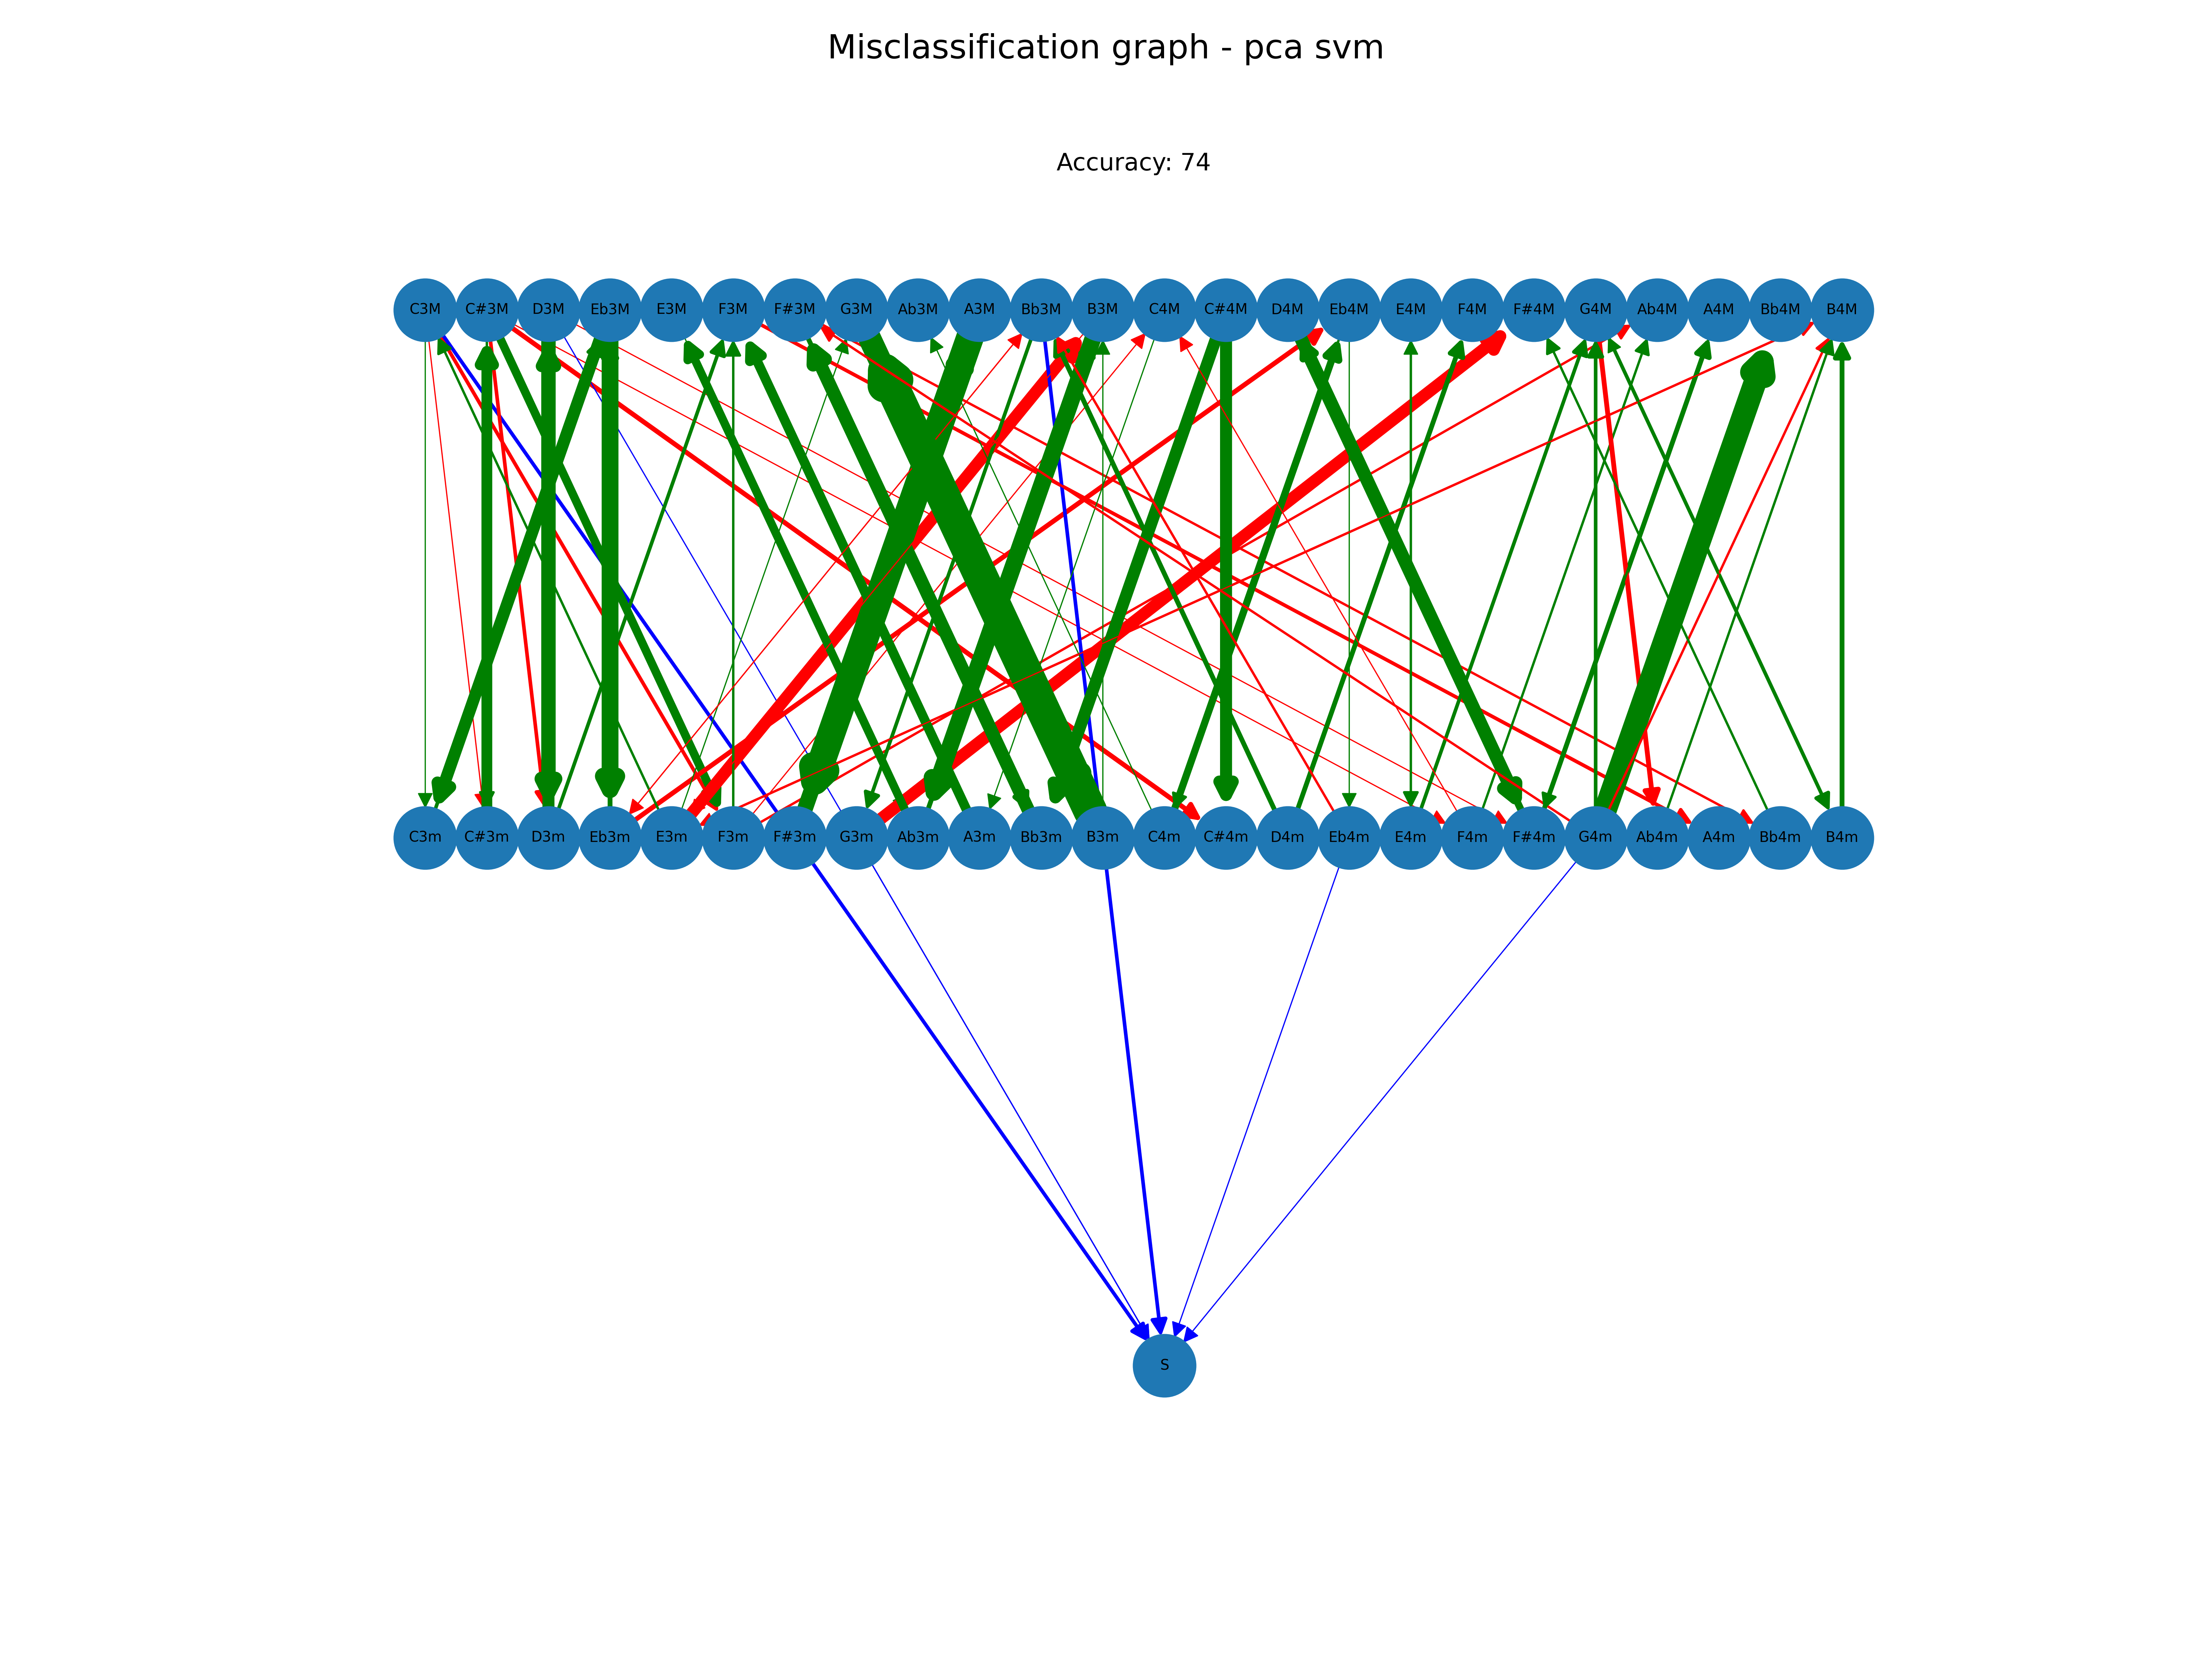 Misclassification graph - pca svm
Accuracy: 74
C3M C#3M D3M Eb3M E3M F3M F#3M G3M Ab3M A3M Bb3M B3M C4M C#4M D4M Eb4M E4M F4M F#4M G4M Ab4M A4M Bb4M B4M
C3m C#3m D3m Eb3m E3m F3m F#3m G3m Ab3m A3m Bb3m B3m C4m C#4m D4m Eb4m E4m F4m F#4m G4m Ab4m A4m Bb4m B4m
S